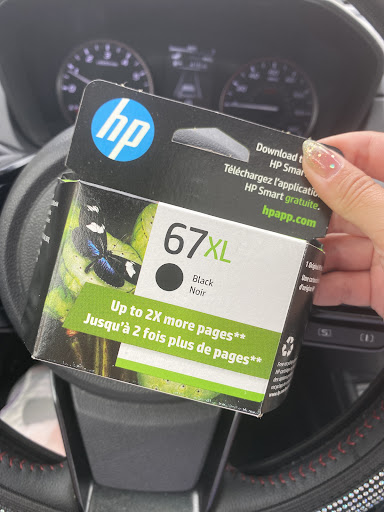 hp
Download t
HP Smar
Téléchargez l'applicatio
HP Smart gratuite.
hpapp.com
67XL
Black
Noir
Up to 2X more pages**
Jusqu'à 2 fois plus de pages**